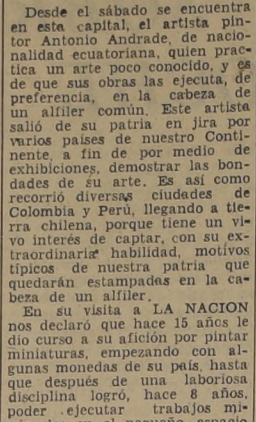 Desde el sábado se encuentra
en esta capital, el artista pin-
tor Antonio Andrade, de nacio-
nalidad ecuatoriana, quien prac-
tica un arte poco conocido, y es
de que sus obras las ejecuta, de
preferencia, en la cabeza de
un alfiler común. Este artista
salió de su patria en jira por
varios países de nuestro Conti-
nente, a fin de por medio de
exhibiciones, demostrar las bon-
dades de su arte. Es así como
recorrió diversas ciudades de
Colombia y Perú, llegando a tie-
rra chilena, porque tiene un vi-
vo interés de captar, con su ex-
traordinaria habilidad, motivos
típicos de nuestra patria que
quedarán estampadas en la ca-
beza de un alfiler.
En su visita a LA NACION
nos declaró que hace 15 años le
dio curso a su afición por pintar
miniaturas, empezando con al-
gunas monedas de su país, hasta
que después de una laboriosa
disciplina logró, hace 8 años,
poder ejecutar trabajos mi-